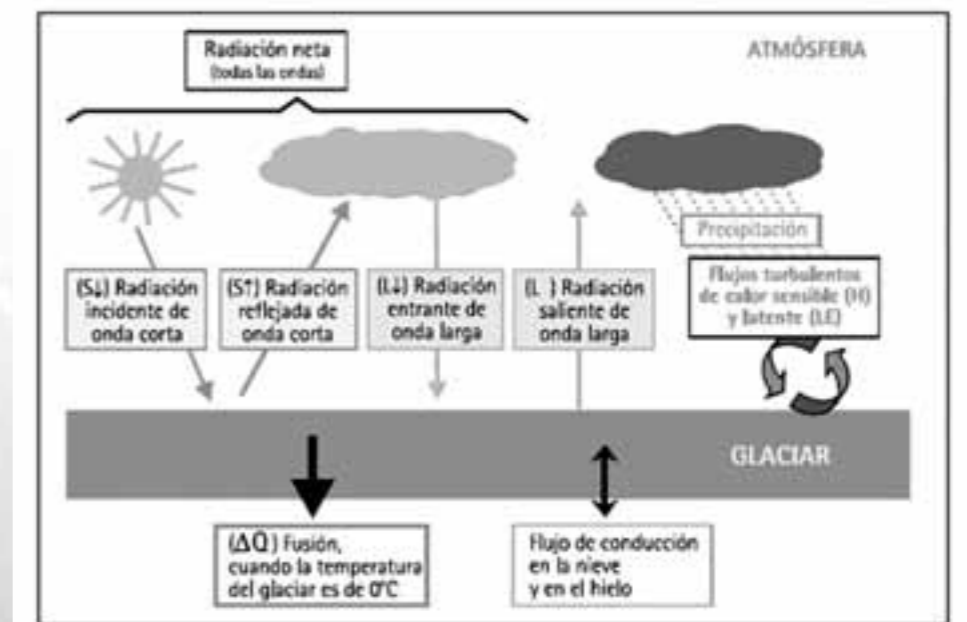 Radiación neta
(todas las ondas)
ATMÓSFERA
Precipitación
(S↓) Radiación
incidente de
onda corta
(S↑) Radiación
reflejada de
onda corta
(L↓) Radiación
entrante de
onda larga
(L ) Radiación
saliente de
onda larga
Flujos turbulentos
de calor sensible (H)
y latente (LE)
GLACIAR
(ΔQ) Fusión,
cuando la temperatura
del glaciar es de 0°C
Flujo de conducción
en la nieve
y en el hielo